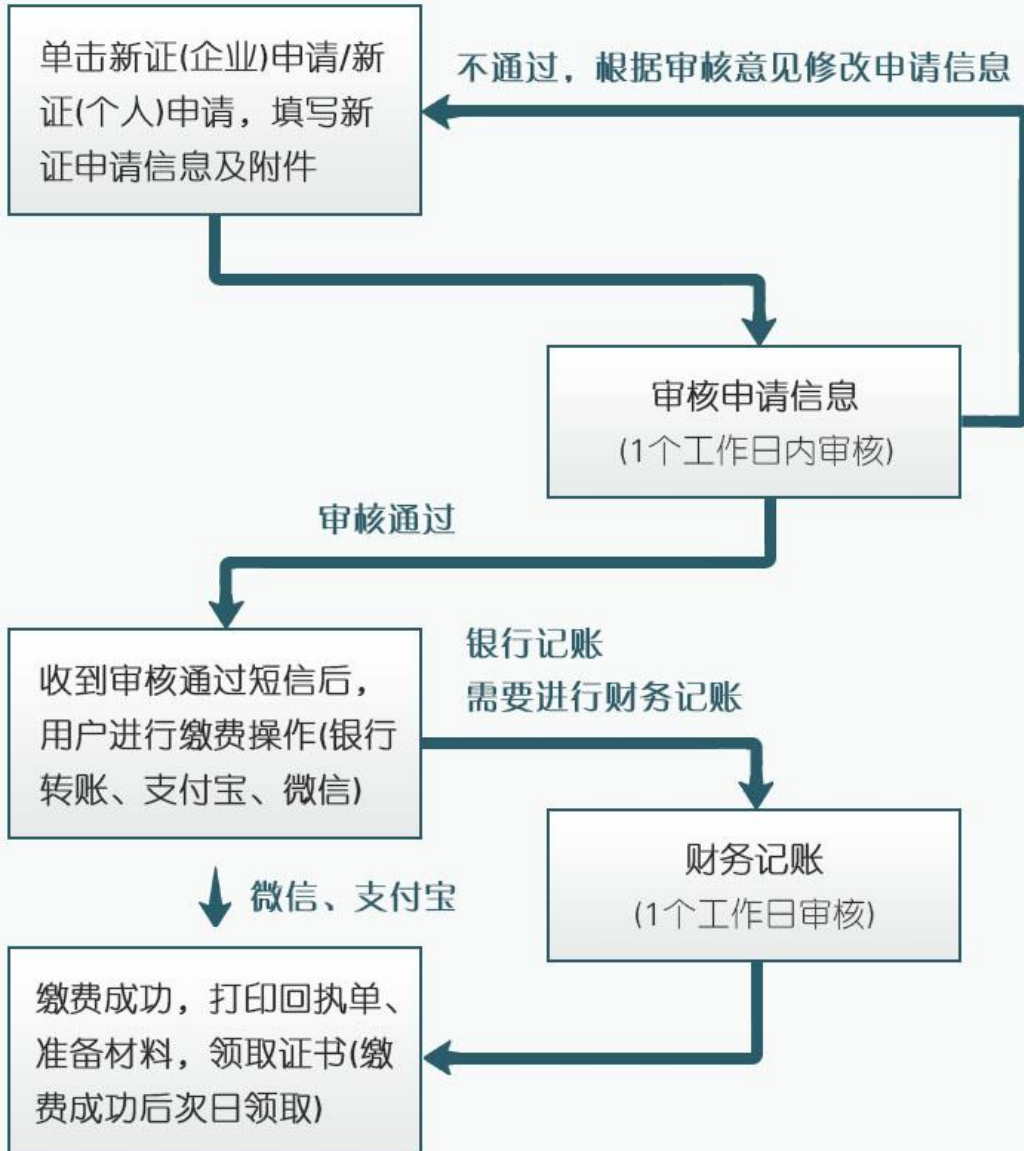 单击新证(企业)申请/新
证(个人)申请，填写新
证申请信息及附件
不通过，根据审核意见修改申请信息
审核申请信息
(1个工作日内审核)
审核通过
收到审核通过短信后，
用户进行缴费操作(银行
转账、支付宝、微信)
银行记账
需要进行财务记账
财务记账
(1个工作日审核)
微信、支付宝
缴费成功，打印回执单、
准备材料，领取证书(缴
费成功后次日领取)